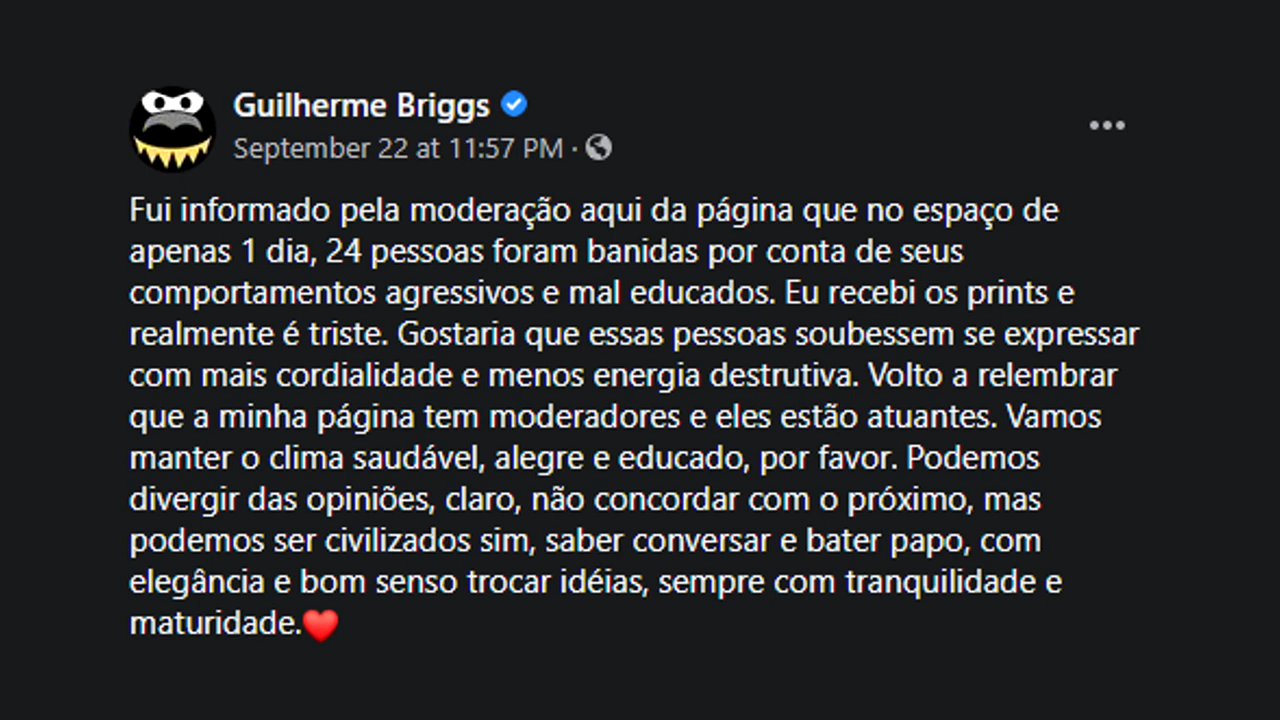 Guilherme Briggs
September 22 at 11:57 PM ·
Fui informado pela moderação aqui da página que no espaço de
apenas 1 dia, 24 pessoas foram banidas por conta de seus
comportamentos agressivos e mal educados. Eu recebi os prints e
realmente é triste. Gostaria que essas pessoas soubessem se expressar
com mais cordialidade e menos energia destrutiva. Volto a relembrar
que a minha página tem moderadores e eles estão atuantes. Vamos
manter o clima saudável, alegre e educado, por favor. Podemos
divergir das opiniões, claro, não concordar com o próximo, mas
podemos ser civilizados sim, saber conversar e bater papo, com
elegância e bom senso trocar idéias, sempre com tranquilidade e
maturidade.❤️